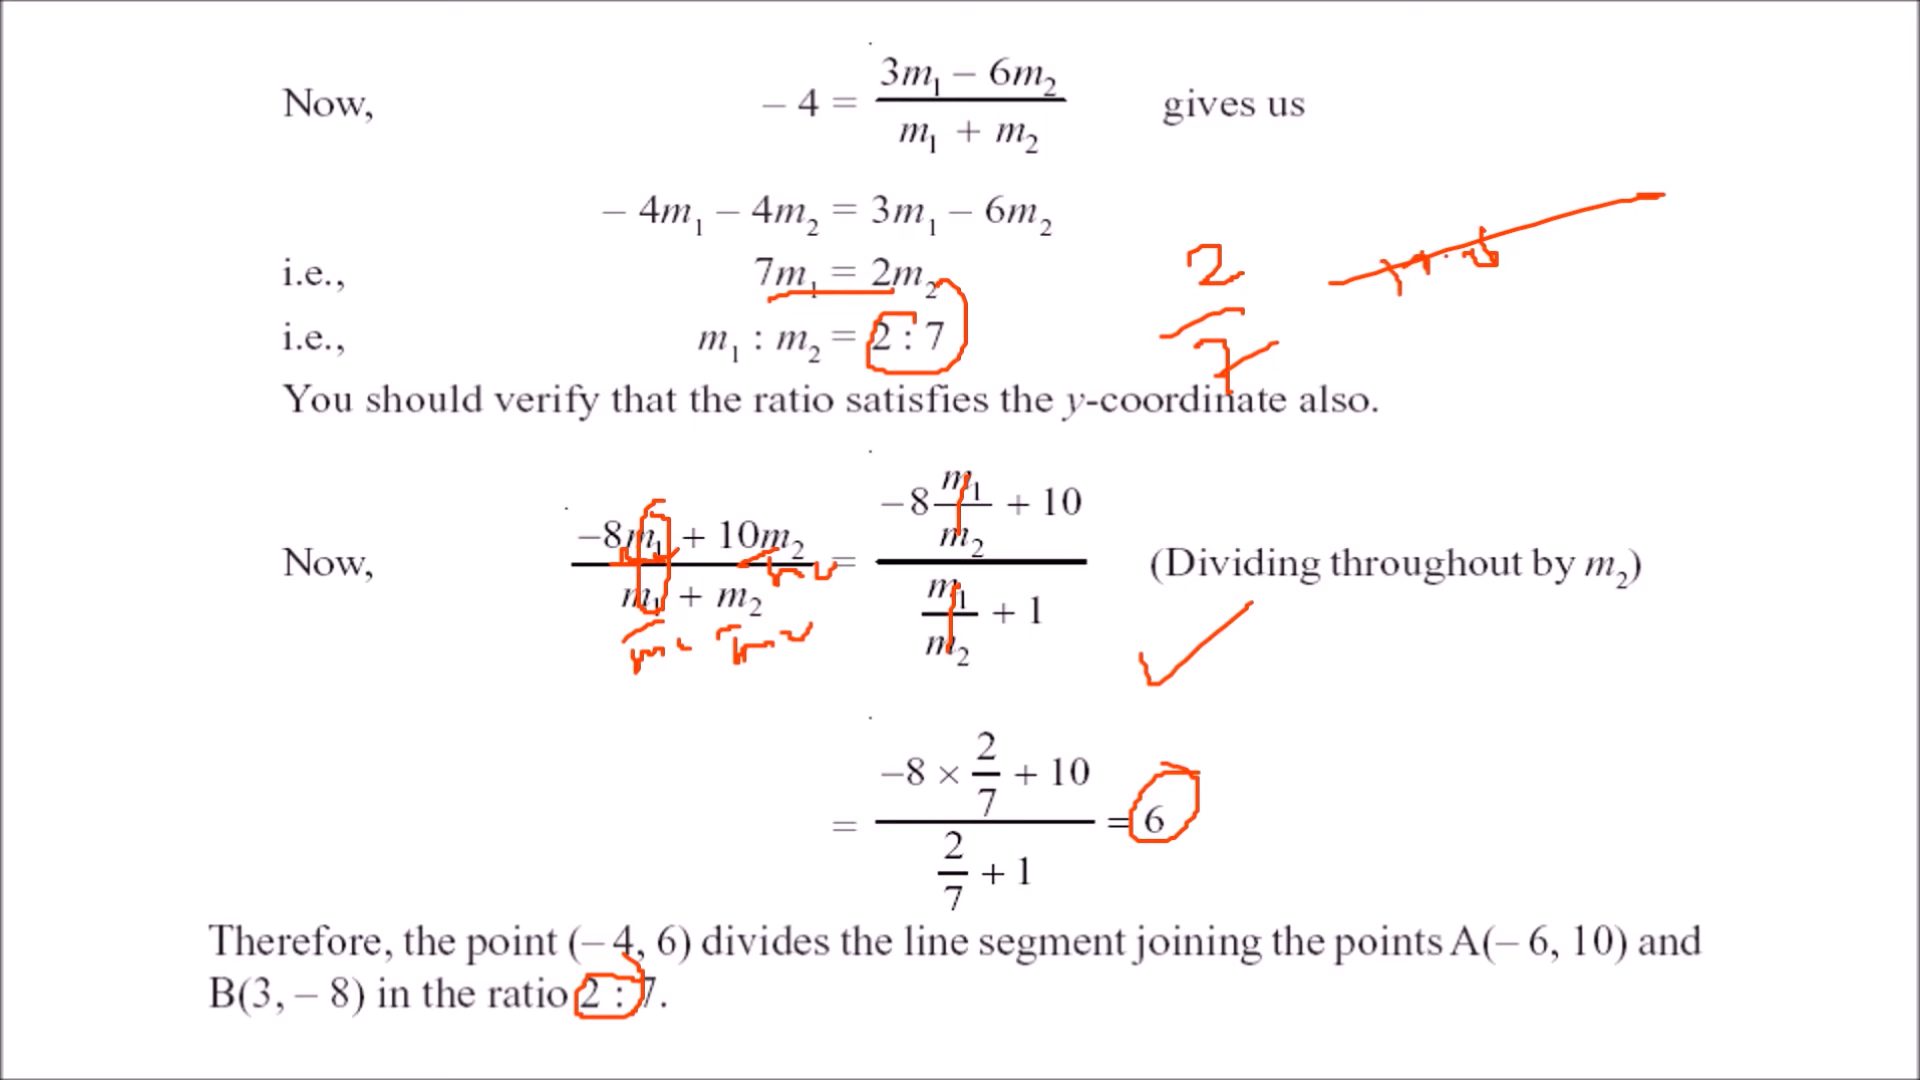 Now, – 4 = (3m₁ – 6m₂)/(m₁ + m₂) gives us
– 4m₁ – 4m₂ = 3m₁ – 6m₂
i.e., 7m₁ = 2m₂
i.e., m₁ : m₂ = 2 : 7
2/7
You should verify that the ratio satisfies the y-coordinate also.
Now, (–8m₁ + 10m₂)/(m₁ + m₂) = (–8 m₁/m₂ + 10)/(m₁/m₂ + 1) (Dividing throughout by m₂)
= (–8 × 2/7 + 10)/(2/7 + 1) = 6
Therefore, the point (– 4, 6) divides the line segment joining the points A(– 6, 10) and
B(3, – 8) in the ratio 2 : 7.